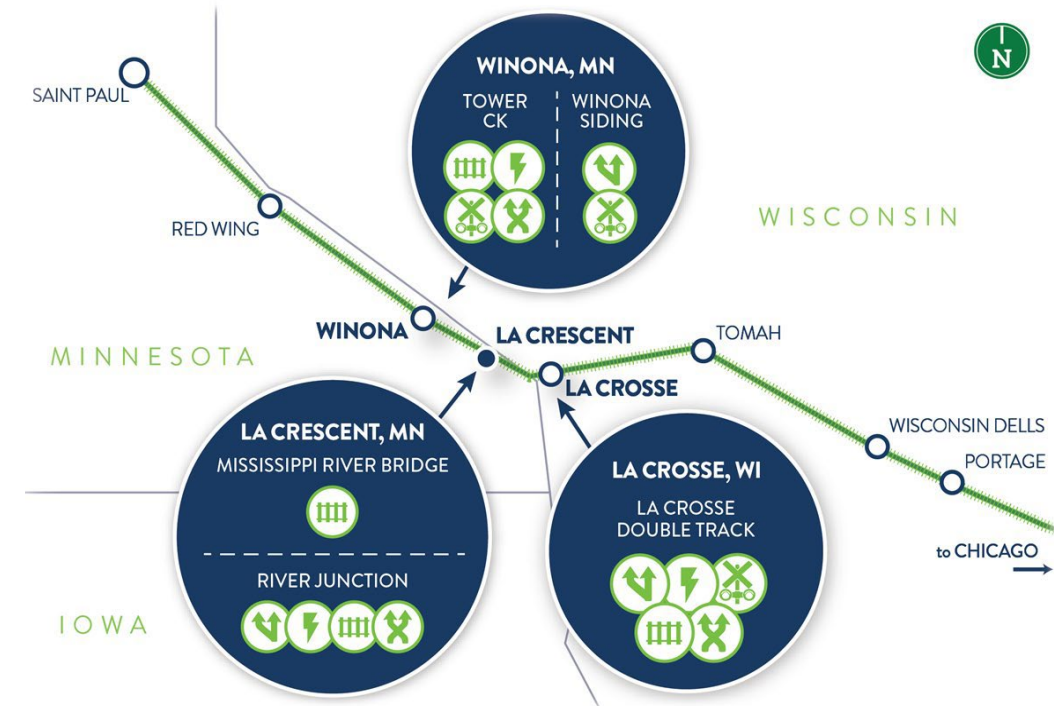 N
WINONA, MN
TOWER
CK
WINONA
SIDING
SAINT PAUL
RED WING
WISCONSIN
WINONA
LA CRESCENT
TOMAH
MINNESOTA
LA CROSSE
WISCONSIN DELLS
PORTAGE
to CHICAGO
LA CRESCENT, MN
MISSISSIPPI RIVER BRIDGE
RIVER JUNCTION
LA CROSSE, WI
LA CROSSE
DOUBLE TRACK
IOWA